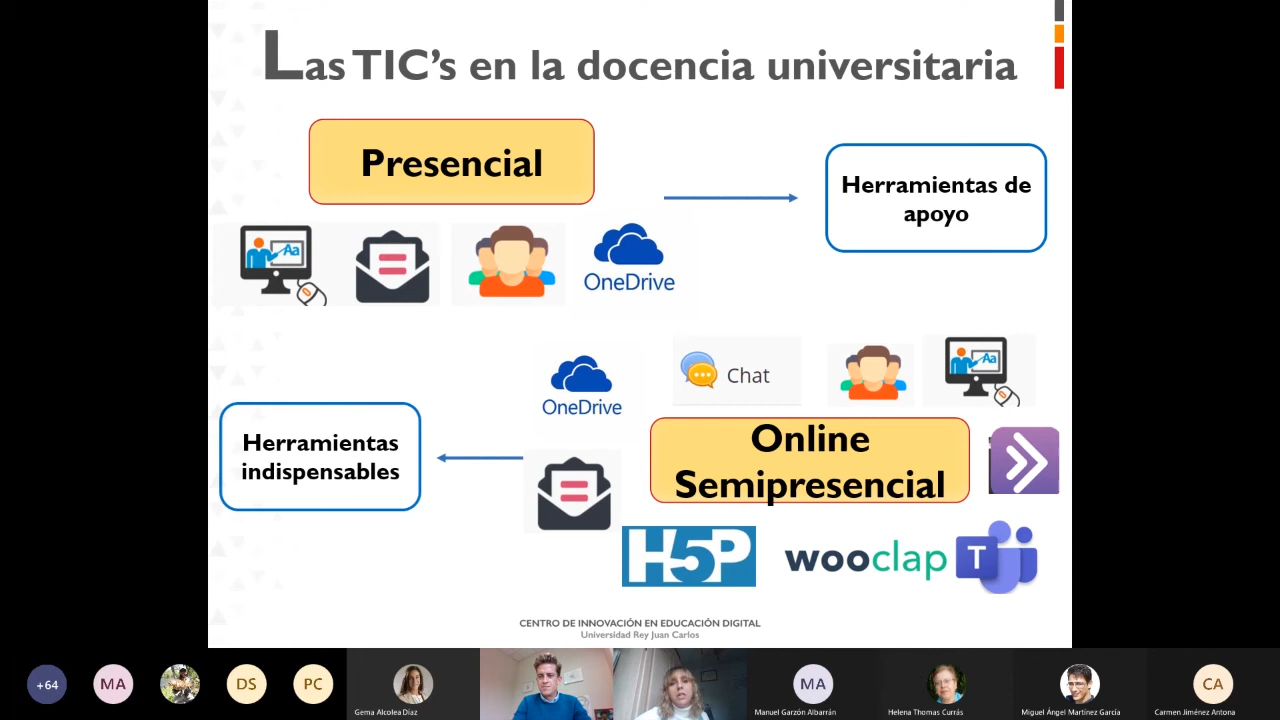 Las TIC's en la docencia universitaria
Presencial
Herramientas de
apoyo
Aa
OneDrive
OneDrive
Chat
Aa
Herramientas
indispensables
Online
Semipresencial
H5P
wooclap
T
CENTRO DE INNOVACIÓN EN EDUCACIÓN DIGITAL
Universidad Rey Juan Carlos
+64
MA
DS
PC
Gema Alcolea Díaz
MA
Manuel Garzón Albarrán
Helena Thomas Currás
Miguel Ángel Martínez García
CA
Carmen Jiménez Antona